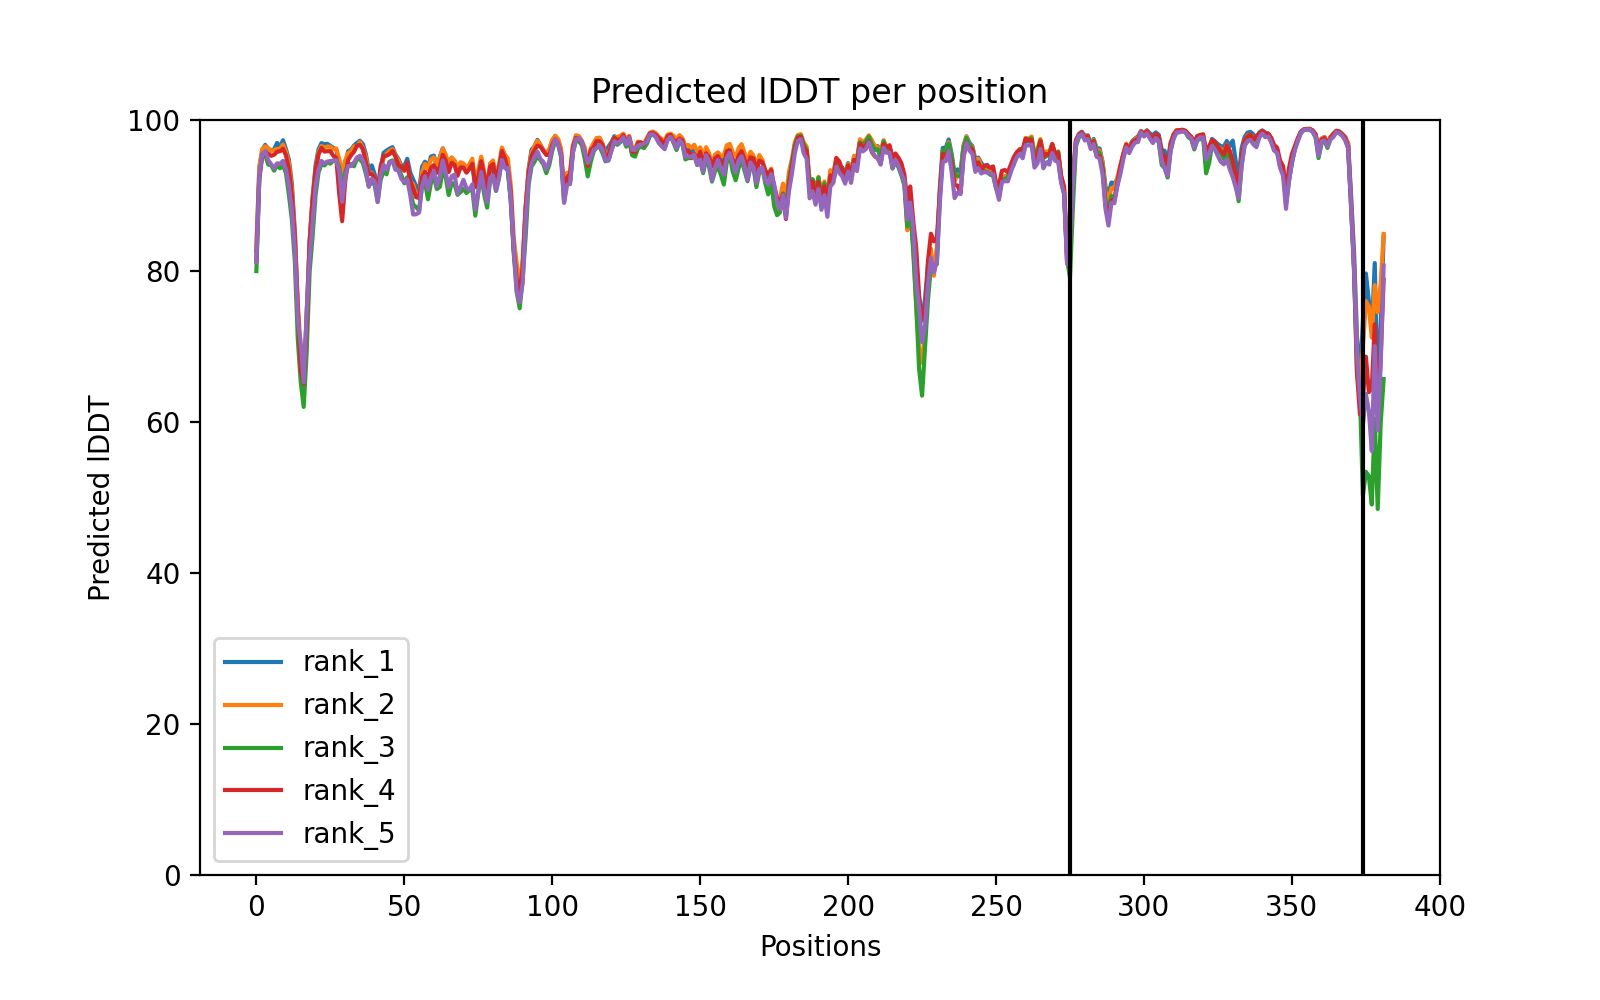 Predicted lDDT per position
100
80
60
40
20
0
Predicted lDDT
rank_1
rank_2
rank_3
rank_4
rank_5
0 50 100 150 200 250 300 350 400
Positions